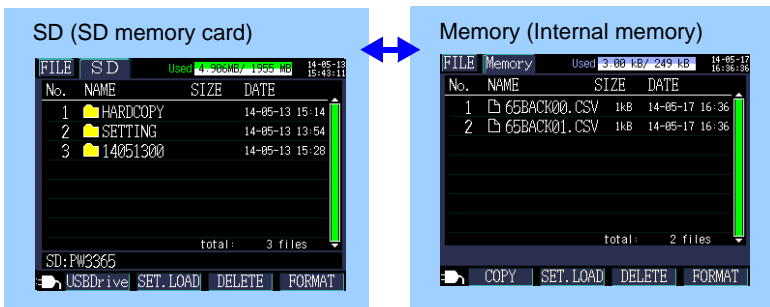 SD (SD memory card)
FILE SD Used 4.906MB/ 1955 MB 14-05-13 15:43:11
No. NAME SIZE DATE
1 HARDCOPY 14-05-13 15:14
2 SETTING 14-05-13 13:54
3 14051300 14-05-13 15:28
total: 3 files
SD:PW3365
USBDrive SET.LOAD DELETE FORMAT
Memory (Internal memory)
FILE Memory Used 3.00 kB/ 249 kB 14-05-17 16:36:36
No. NAME SIZE DATE
1 65BACK00.CSV 1kB 14-05-17 16:36
2 65BACK01.CSV 1kB 14-05-17 16:36
total: 2 files
COPY SET.LOAD DELETE FORMAT